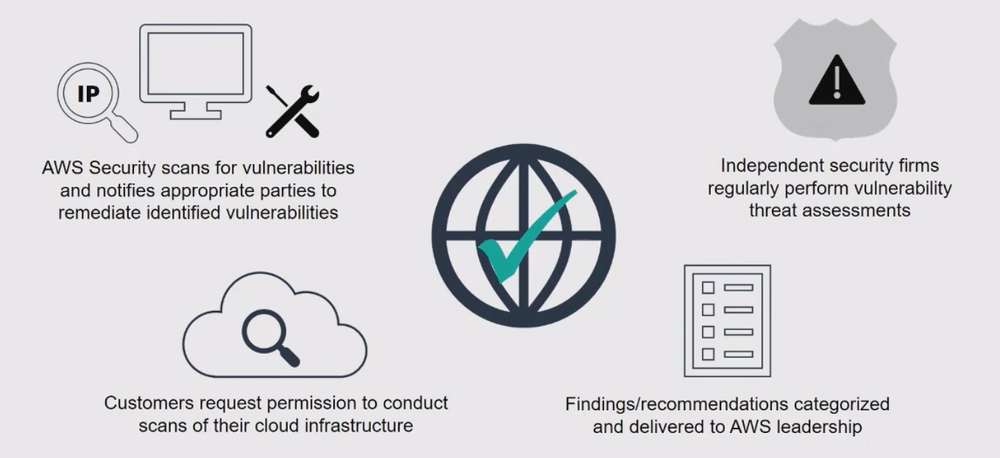 IP
AWS Security scans for vulnerabilities
and notifies appropriate parties to
remediate identified vulnerabilities
Independent security firms
regularly perform vulnerability
threat assessments
Customers request permission to conduct
scans of their cloud infrastructure
Findings/recommendations categorized
and delivered to AWS leadership